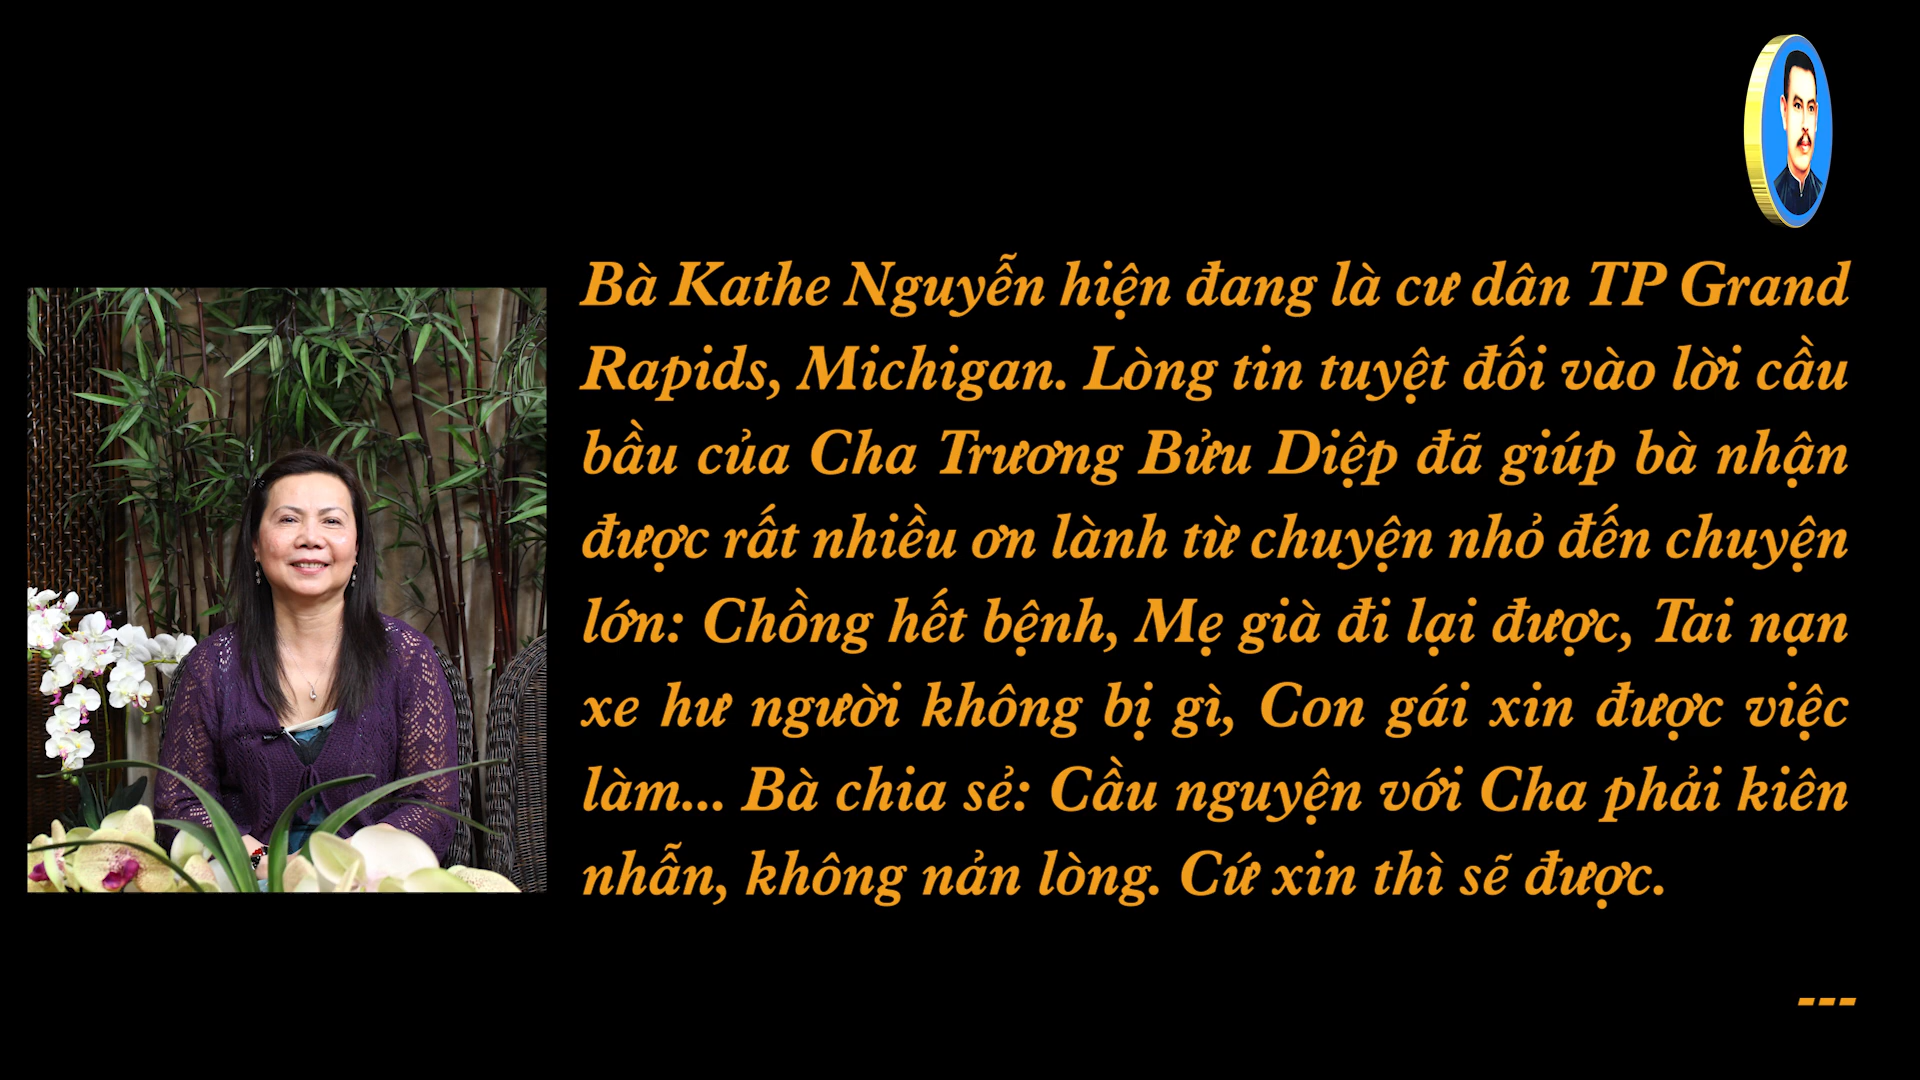 Bà Kathe Nguyễn hiện đang là cư dân TP Grand
Rapids, Michigan. Lòng tin tuyệt đối vào lời cầu
bầu của Cha Trương Bửu Diệp đã giúp bà nhận
được rất nhiều ơn lành từ chuyện nhỏ đến chuyện
lớn: Chồng hết bệnh, Mẹ già đi lại được, Tai nạn
xe hư người không bị gì, Con gái xin được việc
làm... Bà chia sẻ: Cầu nguyện với Cha phải kiên
nhẫn, không nản lòng. Cứ xin thì sẽ được.
---